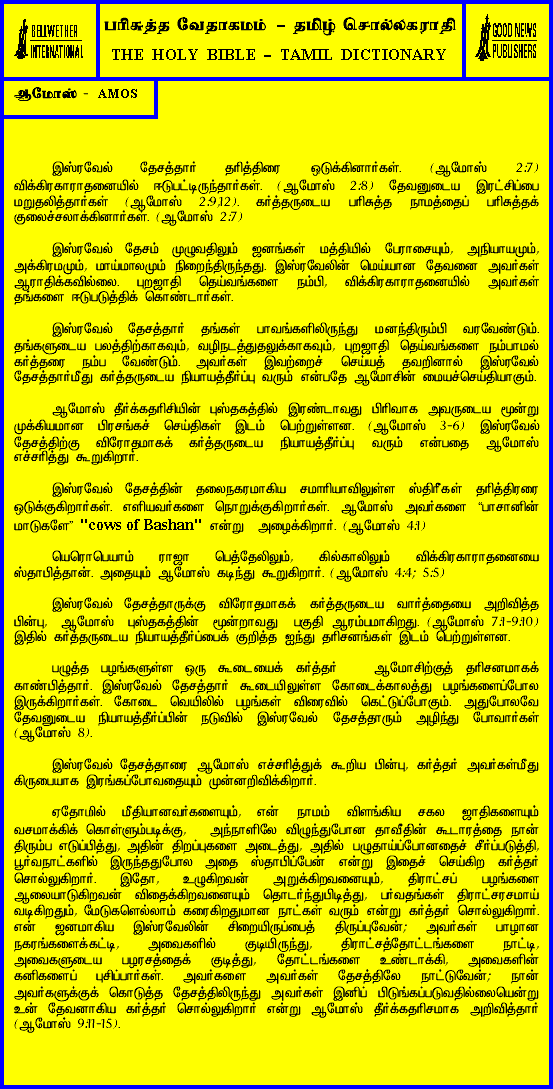 BELLWETHER
INTERNATIONAL
பரிசுத்த வேதாகமம் - தமிழ் சொல்லகராதி
THE HOLY BIBLE - TAMIL DICTIONARY
GOOD NEWS
PUBLISHERS
ஆமோஸ் - AMOS
இஸ்ரவேல் தேசத்தார் தரித்திரரை ஒடுக்கினார்கள். (ஆமோஸ் 2:7)
விக்கிரகாராதனையில் ஈடுபட்டிருந்தார்கள். (ஆமோஸ் 2:8) தேவனுடைய இரட்சிப்பை
மறுதலித்தார்கள் (ஆமோஸ் 2:9,12). கர்த்தருடைய பரிசுத்த நாமத்தைப் பரிசுத்தக்
குலைச்சலாக்கினார்கள். (ஆமோஸ் 2:7)
இஸ்ரவேல் தேசம் முழுவதிலும் ஜனங்கள் மத்தியில் பேராசையும், அநியாயமும்,
அக்கிரமமும், மாய்மாலமும் நிறைந்திருந்தது. இஸ்ரவேலின் மெய்யான தேவனை அவர்கள்
ஆராதிக்கவில்லை. புறஜாதி தெய்வங்களை நம்பி, விக்கிரகாராதனையில் அவர்கள்
தங்களை ஈடுபடுத்திக் கொண்டார்கள்.
இஸ்ரவேல் தேசத்தார் தங்கள் பாவங்களிலிருந்து மனந்திரும்பி வரவேண்டும்.
தங்களுடைய பலத்திற்காகவும், வழிநடத்துதலுக்காகவும், புறஜாதி தெய்வங்களை நம்பாமல்
கர்த்தரை நம்ப வேண்டும். அவர்கள் இவற்றைச் செய்யத் தவறினால் இஸ்ரவேல்
தேசத்தார்மீது கர்த்தருடைய நியாயத்தீர்ப்பு வரும் என்பதே ஆமோசின் மையச்செய்தியாகும்.
ஆமோஸ் தீர்க்கதரிசியின் புஸ்தகத்தில் இரண்டாவது பிரிவாக அவருடைய மூன்று
முக்கியமான பிரசங்கச் செய்திகள் இடம் பெற்றுள்ளன. (ஆமோஸ் 3-6) இஸ்ரவேல்
தேசத்திற்கு விரோதமாகக் கர்த்தருடைய நியாயத்தீர்ப்பு வரும் என்பதை ஆமோஸ்
எச்சரித்து கூறுகிறார்.
இஸ்ரவேல் தேசத்தின் தலைநகரமாகிய சமாரியாவிலுள்ள ஸ்திரீகள் தரித்திரரை
ஒடுக்குகிறார்கள். எளியவர்களை நொறுக்குகிறார்கள். ஆமோஸ் அவர்களை "பாசானின்
மாடுகளே" "cows of Bashan" என்று அழைக்கிறார். (ஆமோஸ் 4:1)
யெரொபெயாம் ராஜா பெத்தேலிலும், கில்காலிலும் விக்கிரகாராதனையை
ஸ்தாபித்தான். அதையும் ஆமோஸ் கடிந்து கூறுகிறார். (ஆமோஸ் 4:4; 5:5)
இஸ்ரவேல் தேசத்தாருக்கு விரோதமாகக் கர்த்தருடைய வார்த்தையை அறிவித்த
பின்பு, ஆமோஸ் புஸ்தகத்தின் மூன்றாவது பகுதி ஆரம்பமாகிறது. (ஆமோஸ் 7:1-9:10)
இதில் கர்த்தருடைய நியாயத்தீர்ப்பைக் குறித்த ஐந்து தரிசனங்கள் இடம் பெற்றுள்ளன.
பழுத்த பழங்களுள்ள ஒரு கூடையைக் கர்த்தர் ஆமோசிற்குத் தரிசனமாகக்
காண்பித்தார். இஸ்ரவேல் தேசத்தார் கூடையிலுள்ள கோடைக்காலத்து பழங்களைப்போல
இருக்கிறார்கள். கோடை வெயிலில் பழங்கள் விரைவில் கெட்டுப்போகும். அதுபோலவே
தேவனுடைய நியாயத்தீர்ப்பின் நடுவில் இஸ்ரவேல் தேசத்தாரும் அழிந்து போவார்கள்
(ஆமோஸ் 8).
இஸ்ரவேல் தேசத்தாரை ஆமோஸ் எச்சரித்துக் கூறிய பின்பு, கர்த்தர் அவர்கள்மீது
கிருபையாக இரங்கப்போவதையும் முன்னறிவிக்கிறார்.
ஏதோமில் மீதியானவர்களையும், என் நாமம் விளங்கிய சகல ஜாதிகளையும்
வசமாக்கிக் கொள்ளும்படிக்கு, அந்நாளிலே விழுந்துபோன தாவீதின் கூடாரத்தை நான்
திரும்ப எடுப்பித்து, அதின் திறப்புகளை அடைத்து, அதில் பழுதாய்ப்போனதைச் சீர்ப்படுத்தி,
பூர்வநாட்களில் இருந்ததுபோல அதை ஸ்தாபிப்பேன் என்று இதைச் செய்கிற கர்த்தர்
சொல்லுகிறார். இதோ, உழுகிறவன் அறுக்கிறவனையும், திராட்சப் பழங்களை
ஆலையாடுகிறவன் விதைக்கிறவனையும் தொடர்ந்துபிடித்து, பர்வதங்கள் திராட்சரசமாய்
வடிகிறதும், மேடுகளெல்லாம் கரைகிறதுமான நாட்கள் வரும் என்று கர்த்தர் சொல்லுகிறார்.
என் ஜனமாகிய இஸ்ரவேலின் சிறையிருப்பைத் திருப்புவேன்; அவர்கள் பாழான
நகரங்களைக்கட்டி, அவைகளில் குடியிருந்து, திராட்சத்தோட்டங்களை நாட்டி,
அவைகளுடைய பழரசத்தைக் குடித்து, தோட்டங்களை உண்டாக்கி, அவைகளின்
கனிகளைப் புசிப்பார்கள். அவர்களை அவர்கள் தேசத்திலே நாட்டுவேன்; நான்
அவர்களுக்குக் கொடுத்த தேசத்திலிருந்து அவர்கள் இனிப் பிடுங்கப்படுவதில்லையென்று
உன் தேவனாகிய கர்த்தர் சொல்லுகிறார் என்று ஆமோஸ் தீர்க்கதரிசமாக அறிவித்தார்
(ஆமோஸ் 9:11-15).